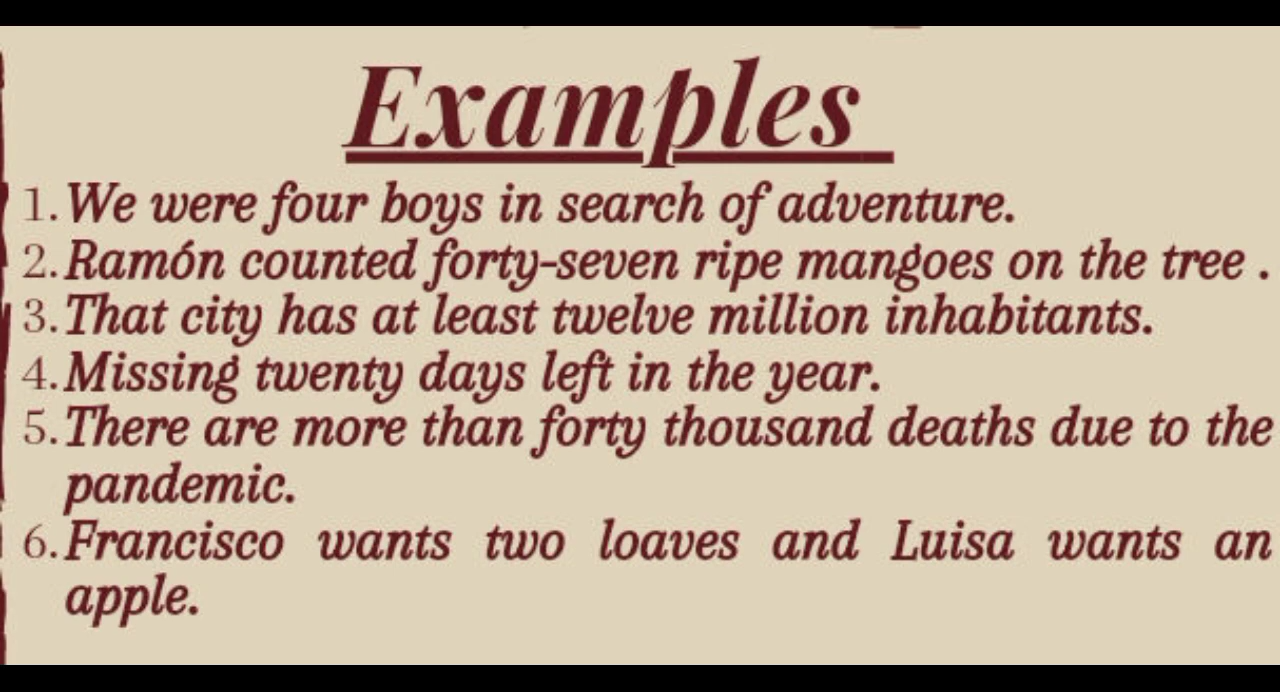 Examples
1. We were four boys in search of adventure.
2. Ramón counted forty-seven ripe mangoes on the tree .
3. That city has at least twelve million inhabitants.
4. Missing twenty days left in the year.
5. There are more than forty thousand deaths due to the
pandemic.
6. Francisco wants two loaves and Luisa wants an
apple.